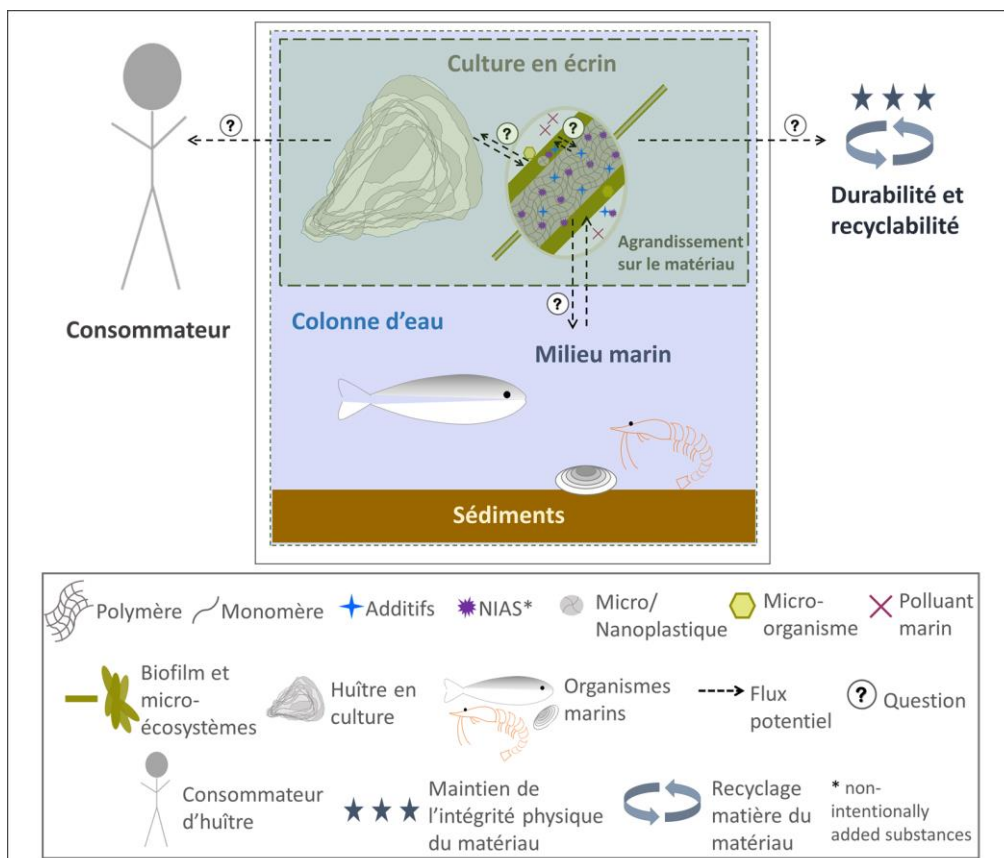 Culture en écrin
?
?
?
?
Agrandissement
sur le matériau
Durabilité et
recyclabilité
?
Consommateur
Colonne d’eau
Milieu marin
Sédiments
Polymère
Monomère
Additifs
NIAS*
Micro/
Nanoplastique
Micro-
organisme
Polluant
marin
Biofilm et
micro-
écosystèmes
Huître en
culture
Organismes
marins
Flux
potentiel
?
Question
Consommateur
d’huître
Maintien de
l’intégrité physique
du matériau
Recyclage
matière du
matériau
* non-
intentionally
added substances